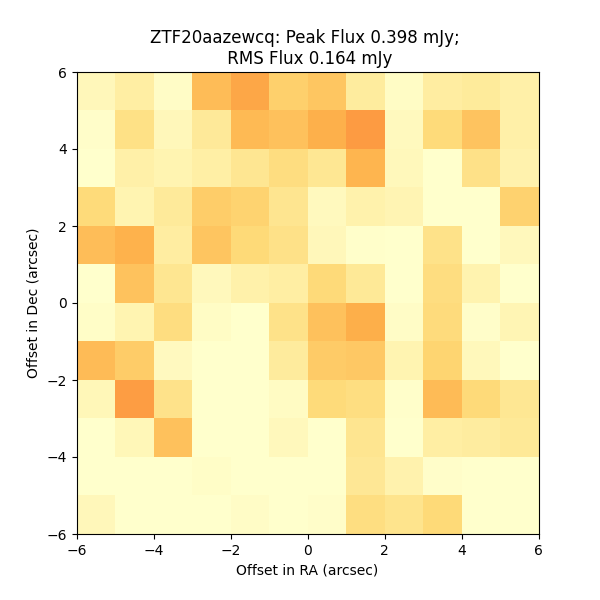 ZTF20aazewcq: Peak Flux 0.398 mJy;
RMS Flux 0.164 mJy
6
4
2
0
−2
−4
−6
Offset in Dec (arcsec)
−6 −4 −2 0 2 4 6
Offset in RA (arcsec)